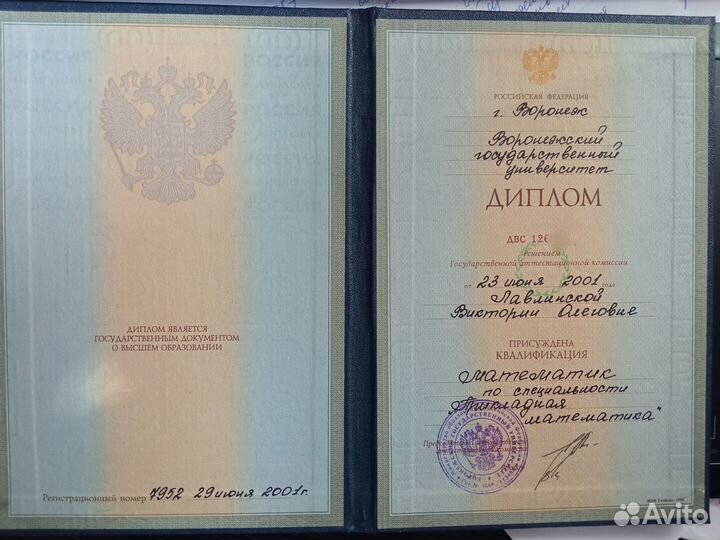 ДИПЛОМ ЯВЛЯЕТСЯ
ГОСУДАРСТВЕННЫМ ДОКУМЕНТОМ
О ВЫСШЕМ ОБРАЗОВАНИИ
Регистрационный номер 7952 29 июня 2001г.
РОССИЙСКАЯ ФЕДЕРАЦИЯ
г. Воронеж
Воронежский
государственный
университет
ДИПЛОМ
ДВС 126
Решением
Государственной аттестационной комиссии
от 23 июня 2001 года
Лавлинской
Виктории Олеговне
ПРИСУЖДЕНА
КВАЛИФИКАЦИЯ
Математик
по специальности
"Прикладная
математика"
Avito